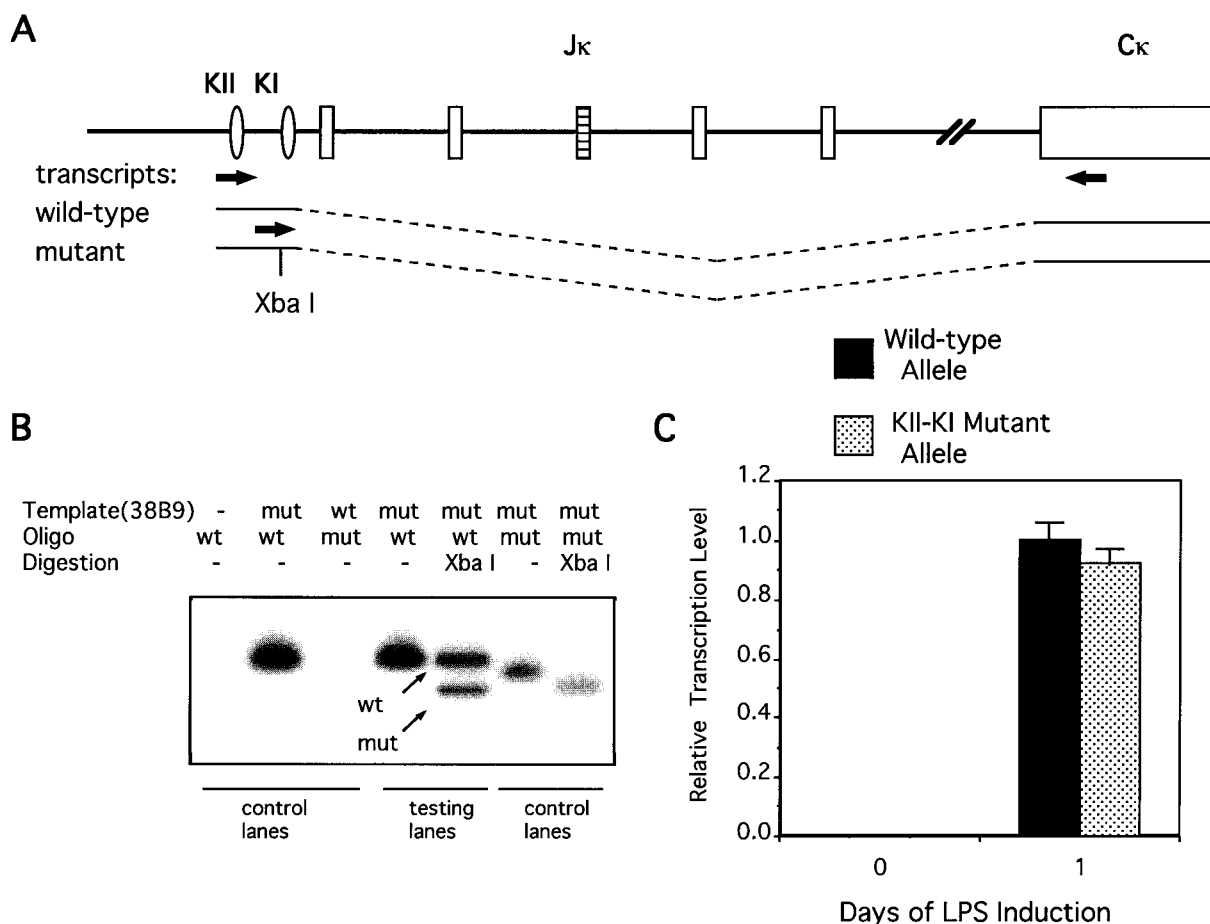 A
Jκ
Cκ
KII KI
transcripts:
wild-type
mutant
Xba I
Wild-type
Allele
KII-KI Mutant
Allele
B
Template(38B9) - mut wt mut mut mut mut
Oligo wt wt mut wt wt mut mut
Digestion - - - - Xba I - Xba I
wt
mut
control
lanes
testing
lanes
control
lanes
C
Relative Transcription Level
1.2
1.0
0.8
0.6
0.4
0.2
0.0
0 1
Days of LPS Induction